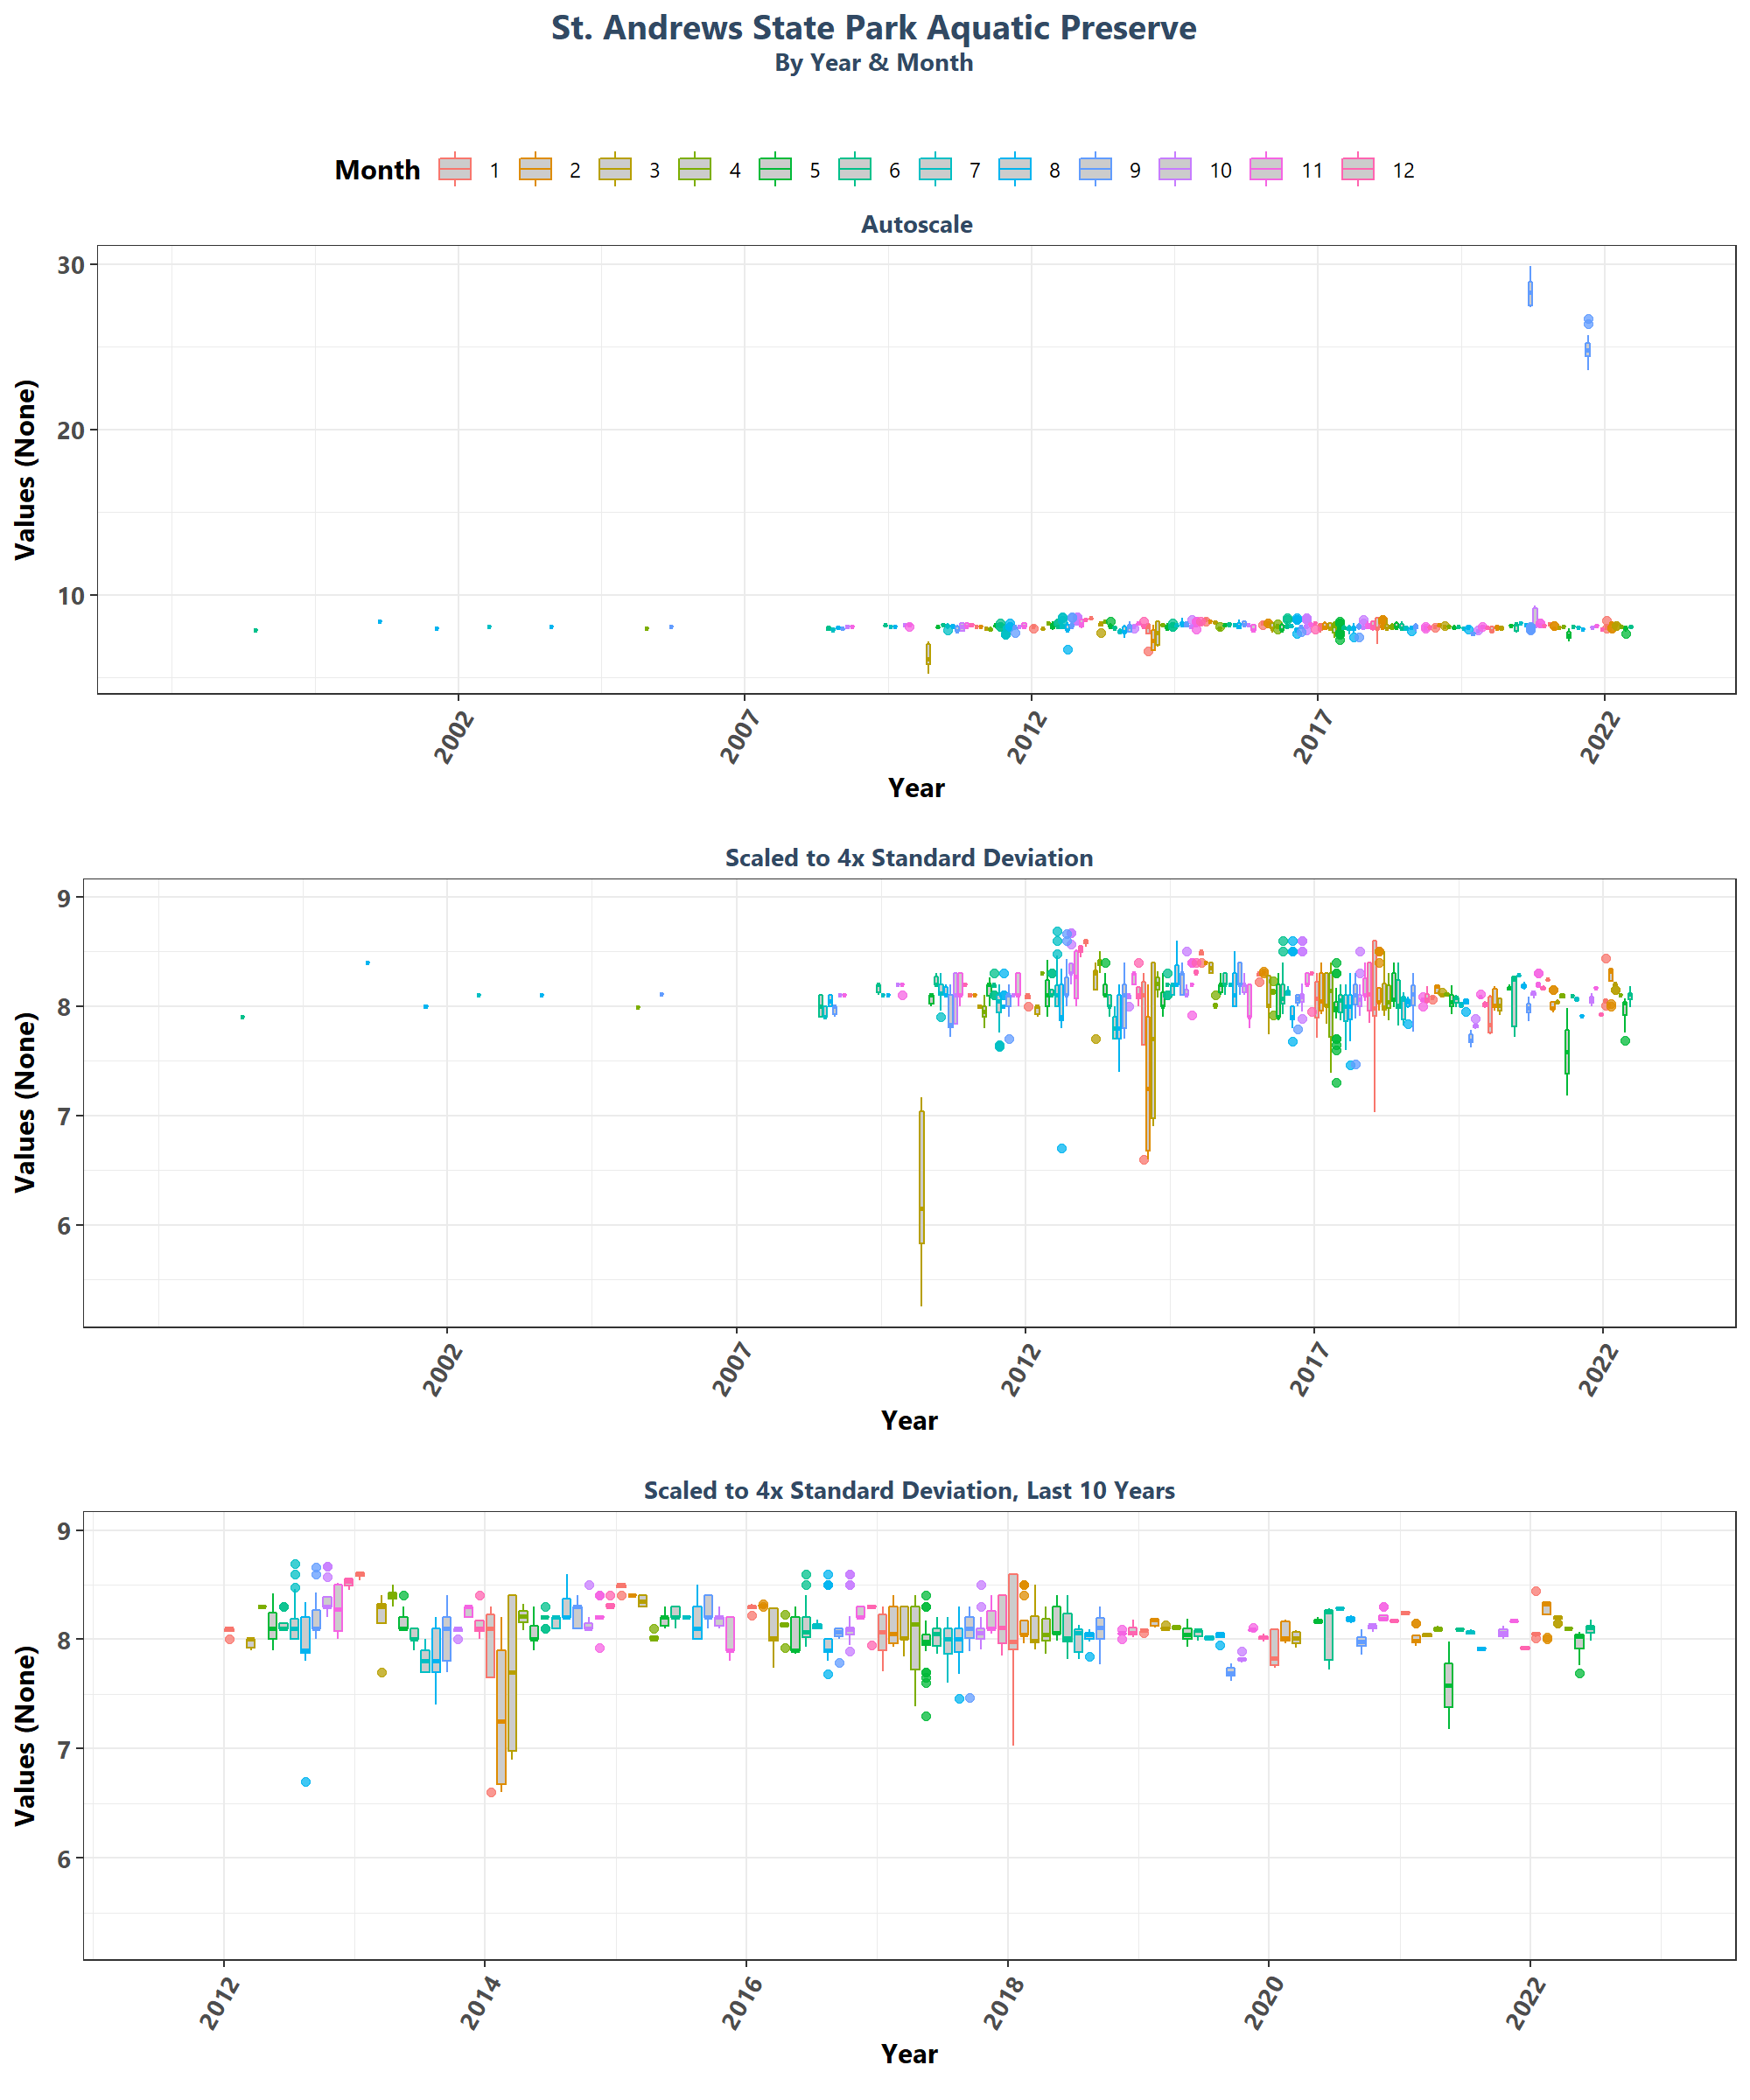 St. Andrews State Park Aquatic Preserve
By Year & Month
Month 1 2 3 4 5 6 7 8 9 10 11 12
Autoscale
Values (None)
30
20
10
2002 2007 2012 2017 2022
Year
Scaled to 4x Standard Deviation
Values (None)
9
8
7
6
2002 2007 2012 2017 2022
Year
Scaled to 4x Standard Deviation, Last 10 Years
Values (None)
9
8
7
6
2012 2014 2016 2018 2020 2022
Year